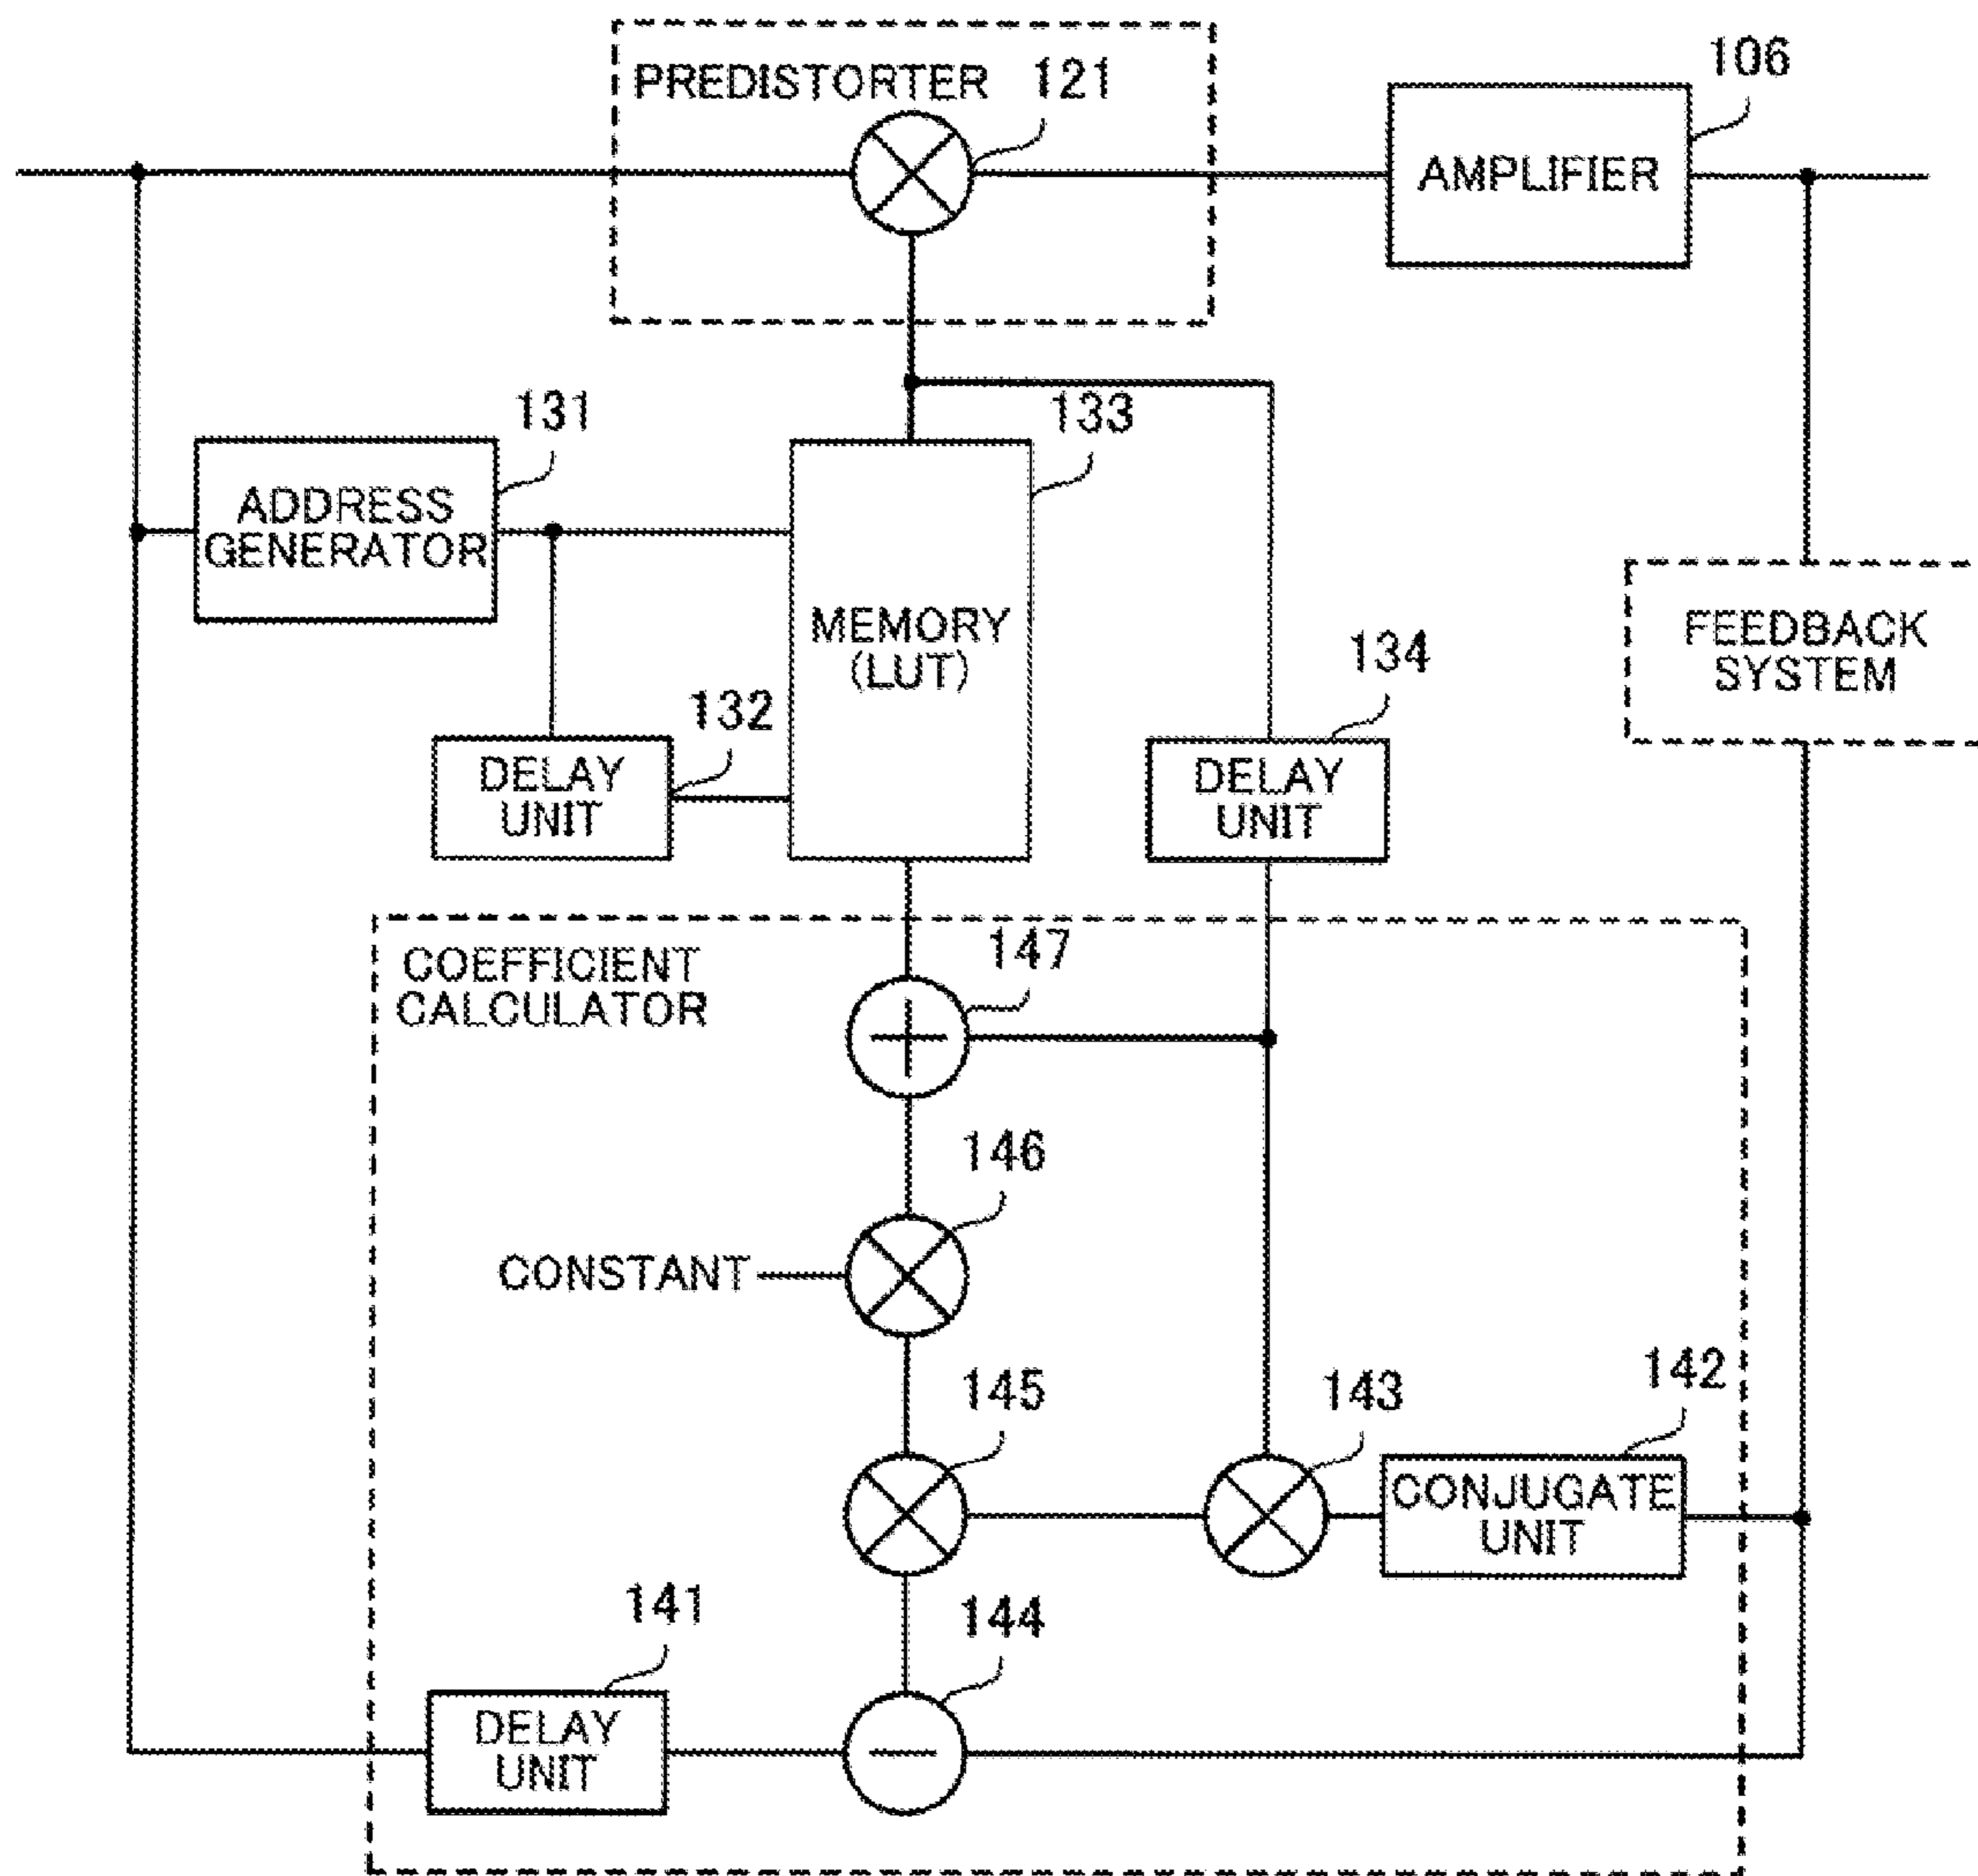 PREDISTORTER
121
106
AMPLIFIER
131
133
ADDRESS
GENERATOR
MEMORY
(LUT)
134
FEEDBACK
SYSTEM
132
DELAY
UNIT
DELAY
UNIT
COEFFICIENT
CALCULATOR
147
146
CONSTANT
145
143
142
CONJUGATE
UNIT
141
144
DELAY
UNIT